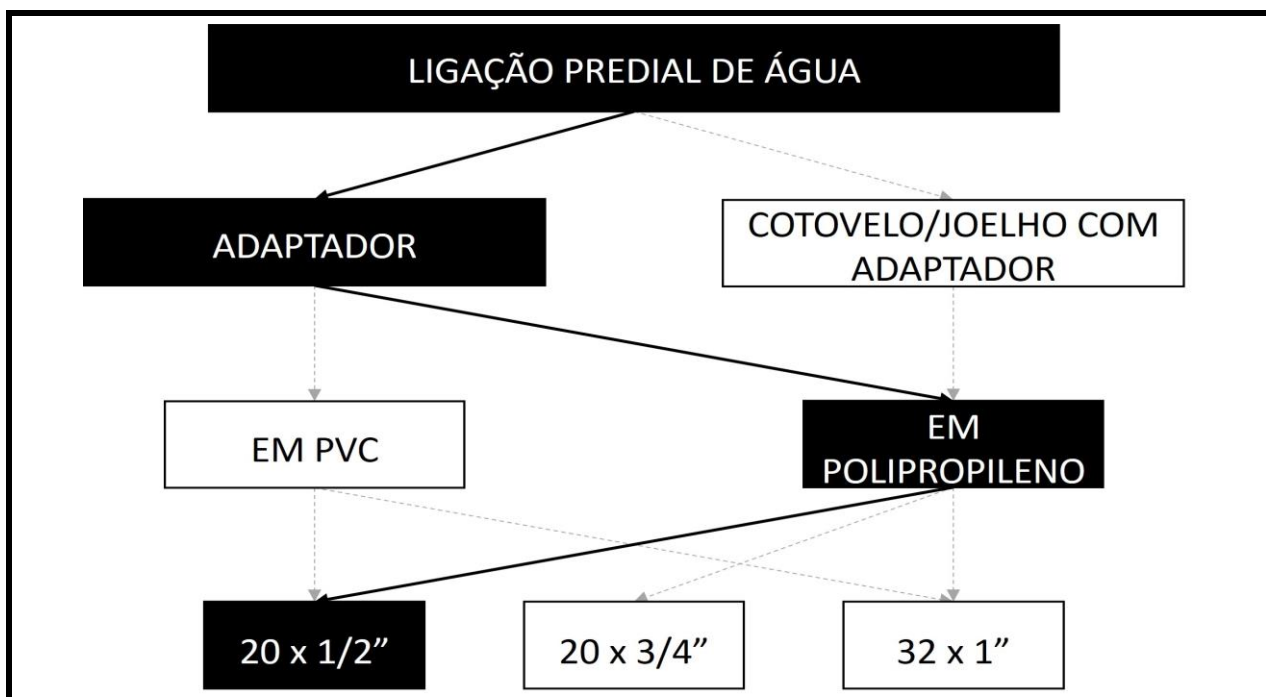 LIGAÇÃO PREDIAL DE ÁGUA
ADAPTADOR
COTOVELO/JOELHO COM
ADAPTADOR
EM PVC
EM
POLIPROPILENO
20 x 1/2”
20 x 3/4”
32 x 1”